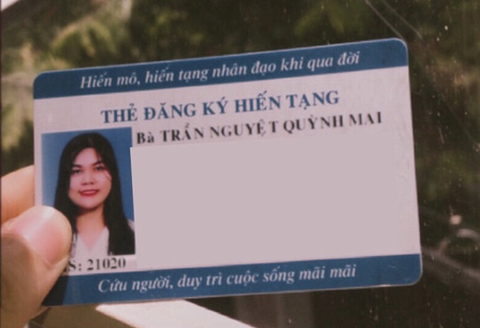 Hiến mô, hiến tạng nhân đạo khi qua đời
THẺ ĐĂNG KÝ HIẾN TẠNG
Bà TRẦN NGUYỆT QUỲNH MAI
S: 21020
Cứu người, duy trì cuộc sống mãi mãi